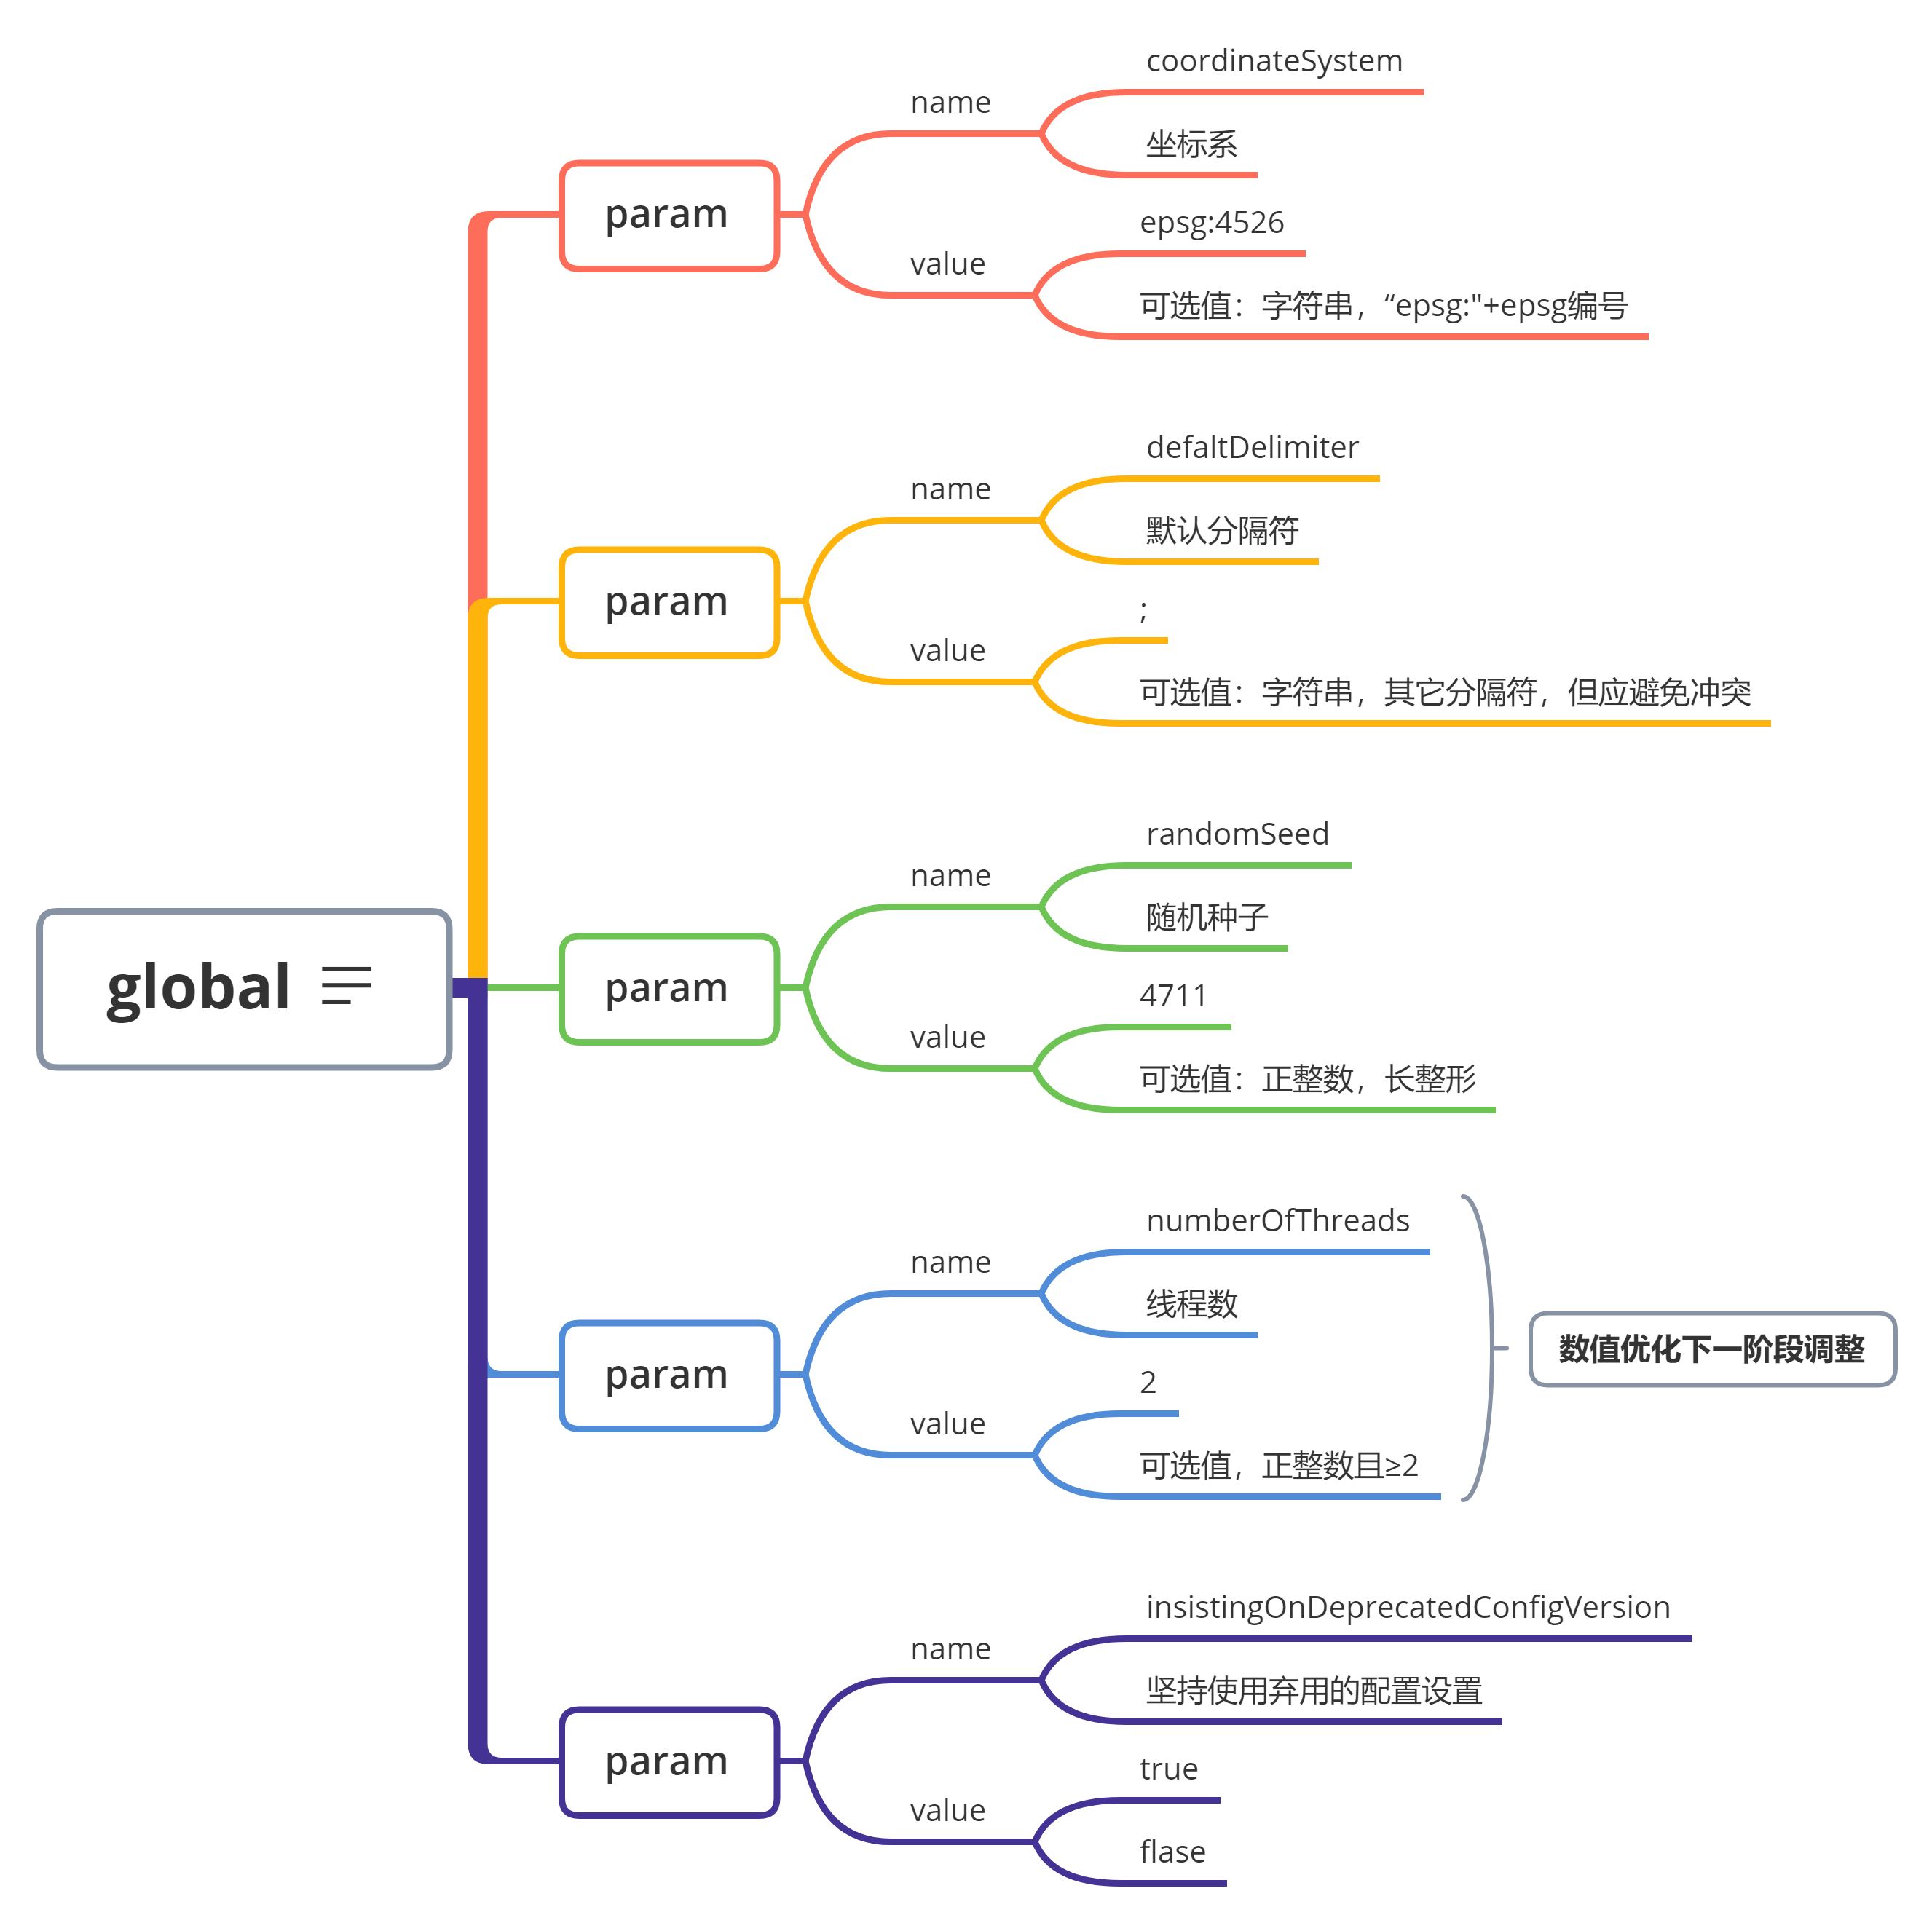 global
param
name
coordinateSystem
坐标系
value
epsg:4526
可选值：字符串，“epsg:"+epsg编号
param
name
defaltDelimiter
默认分隔符
value
;
可选值：字符串，其它分隔符，但应避免冲突
param
name
randomSeed
随机种子
value
4711
可选值：正整数，长整形
param
name
numberOfThreads
线程数
value
2
可选值，正整数且≥2
数值优化下一阶段调整
param
name
insistingOnDeprecatedConfigVersion
坚持使用弃用的配置设置
value
true
flase